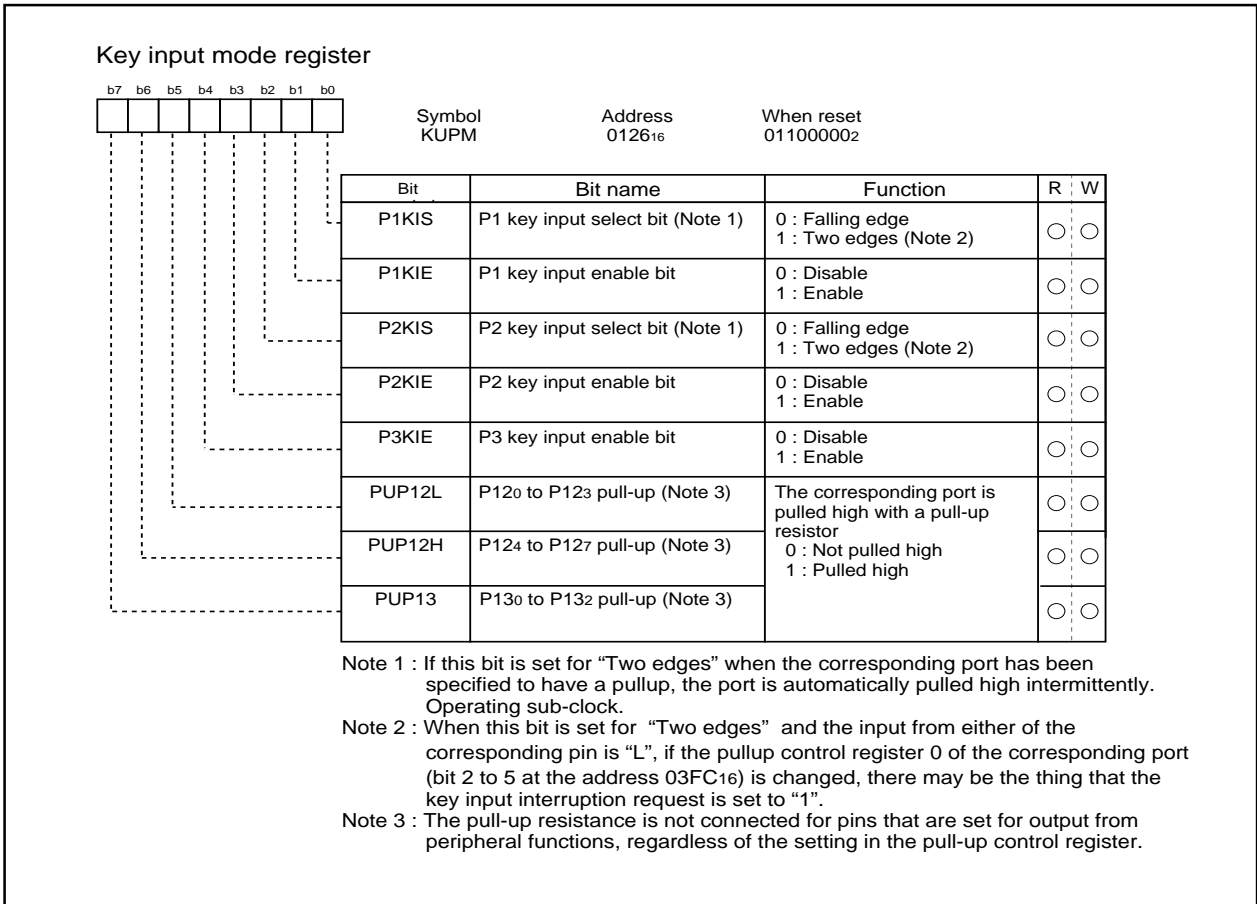 Key input mode register
b7 b6 b5 b4 b3 b2 b1 b0
Symbol Address When reset
KUPM 012616 011000002
Bit Bit name Function R W
P1KIS P1 key input select bit (Note 1) 0 : Falling edge
1 : Two edges (Note 2)
P1KIE P1 key input enable bit 0 : Disable
1 : Enable
P2KIS P2 key input select bit (Note 1) 0 : Falling edge
1 : Two edges (Note 2)
P2KIE P2 key input enable bit 0 : Disable
1 : Enable
P3KIE P3 key input enable bit 0 : Disable
1 : Enable
PUP12L P120 to P123 pull-up (Note 3) The corresponding port is
pulled high with a pull-up
resistor
PUP12H P124 to P127 pull-up (Note 3) 0 : Not pulled high
1 : Pulled high
PUP13 P130 to P132 pull-up (Note 3)
Note 1 : If this bit is set for “Two edges” when the corresponding port has been
specified to have a pullup, the port is automatically pulled high intermittently.
Operating sub-clock.
Note 2 : When this bit is set for “Two edges” and the input from either of the
corresponding pin is “L”, if the pullup control register 0 of the corresponding port
(bit 2 to 5 at the address 03FC16) is changed, there may be the thing that the
key input interruption request is set to “1”.
Note 3 : The pull-up resistance is not connected for pins that are set for output from
peripheral functions, regardless of the setting in the pull-up control register.